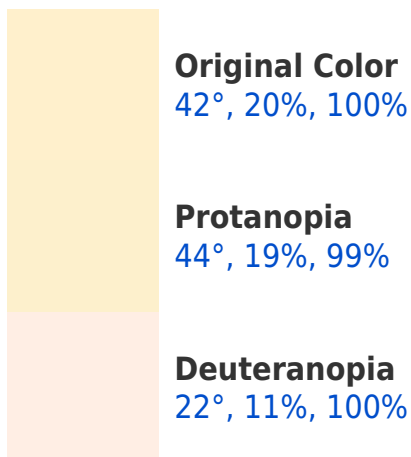 Original Color
42°, 20%, 100%
Protanopia
44°, 19%, 99%
Deuteranopia
22°, 11%, 100%